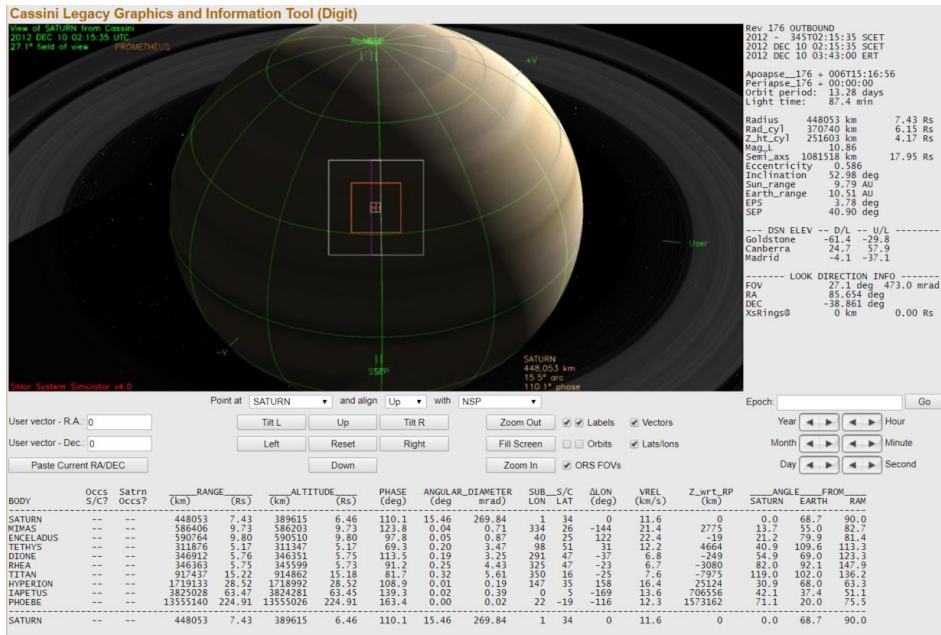 Cassini Legacy Graphics and Information Tool (Digit)
View of SATURN from Cassini
2012 DEC 10 02:15:35 UTC
27.1° field of view PROMETHEUS
+V
User
-V
SSEP
SATURN
448,053 km
15.5° arc
110.1° phase
Solar System Simulator v4.0
Rev 176 OUTBOUND
2012 - 345T02:15:35 SCET
2012 DEC 10 02:15:35 SCET
2012 DEC 10 03:43:00 ERT
Apoapse__176 + 006T15:16:56
Periapse_176 + 00:00:00
Orbit period: 13.28 days
Light time: 87.4 min
Radius 448053 km 7.43 Rs
Rad_cyl 370740 km 6.15 Rs
Z_ht_cyl 251603 km 4.17 Rs
Mag_L 10.86
Semi_axs 1081518 km 17.95 Rs
Eccentricity 0.586
Inclination 52.98 deg
Sun_range 9.79 AU
Earth_range 10.51 AU
EPS 3.78 deg
SEP 40.90 deg
--- DSN ELEV -- D/L -- U/L -------
Goldstone -61.4 -29.8
Canberra 24.7 57.9
Madrid -4.1 -37.1
------ LOOK DIRECTION INFO -------
FOV 27.1 deg 473.0 mrad
RA 85.654 deg
DEC -38.861 deg
XsRings@ 0 km 0.00 Rs
Point at SATURN and align Up with NSP
Epoch: Go
User vector - R.A.: 0 Tilt L Up Tilt R Zoom Out Labels Vectors Year Hour
User vector - Dec.: 0 Left Reset Right Fill Screen Orbits Lats/lons Month Minute
Paste Current RA/DEC Down Zoom In ORS FOVs Day Second
Occs Satrn ___RANGE___ ___ALTITUDE___ PHASE ANGULAR_DIAMETER SUB__S/C ΔLON VREL Z_wrt_RP ___ANGLE__FROM___
BODY S/C? Occs? (km) (Rs) (km) (Rs) (deg) (deg mrad) LON LAT (deg) (km/s) (km) SATURN EARTH RAM
SATURN -- -- 448053 7.43 389615 6.46 110.1 15.46 269.84 1 34 0 11.6 0 0.0 68.7 90.0
MIMAS -- -- 586406 9.73 586203 9.73 123.8 0.04 0.71 334 26 -144 21.4 2775 13.7 55.0 82.7
ENCELADUS -- -- 590764 9.80 590510 9.80 97.8 0.05 0.87 40 25 122 22.4 -19 21.2 79.9 81.4
TETHYS -- -- 311876 5.17 311347 5.17 69.3 0.20 3.47 98 51 31 12.2 4664 40.9 109.6 113.3
DIONE -- -- 346912 5.76 346351 5.75 113.5 0.19 3.25 291 47 -37 6.8 -249 54.9 69.0 123.3
RHEA -- -- 346363 5.75 345599 5.73 91.2 0.25 4.43 325 47 -23 6.7 -3080 82.0 92.1 147.9
TITAN -- -- 917437 15.22 914862 15.18 81.7 0.32 5.61 350 16 -25 7.6 -7975 119.0 102.0 136.2
HYPERION -- -- 1719133 28.52 1718992 28.52 108.9 0.01 0.19 147 35 158 16.4 25124 30.9 68.0 63.3
IAPETUS -- -- 3825028 63.47 3824281 63.45 139.3 0.02 0.39 0 5 -169 13.6 706556 42.1 37.4 51.1
PHOEBE -- -- 13555140 224.91 13555026 224.91 163.4 0.00 0.02 22 -19 -116 12.3 1573162 71.1 20.0 75.5
SATURN -- -- 448053 7.43 389615 6.46 110.1 15.46 269.84 1 34 0 11.6 0 0.0 68.7 90.0